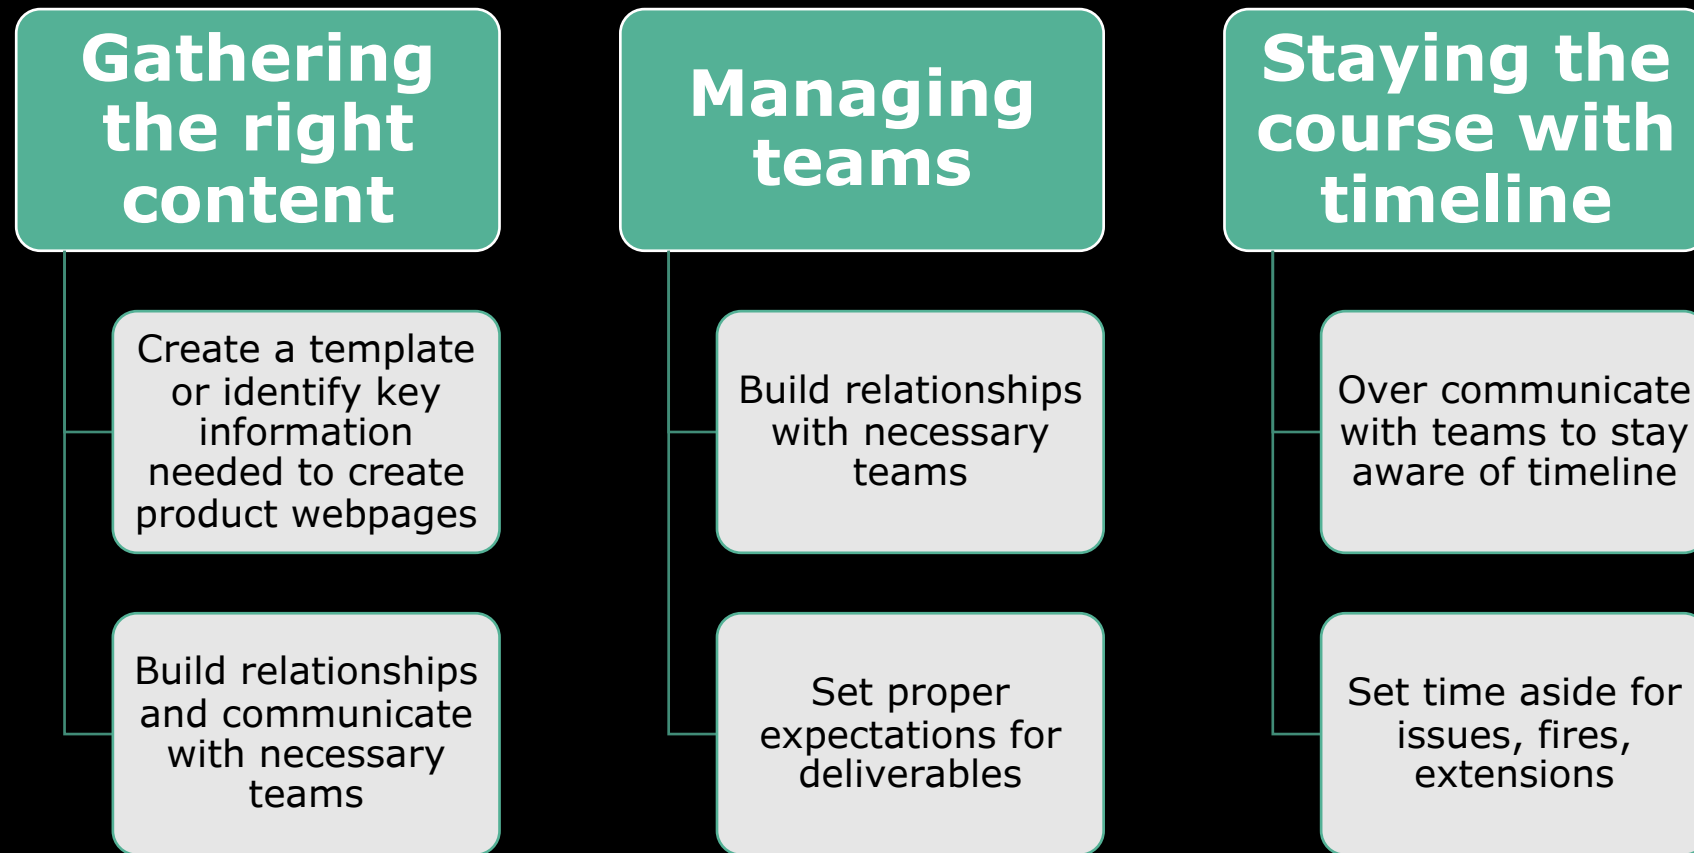 Gathering
the right
content
Create a template
or identify key
information
needed to create
product webpages
Build relationships
and communicate
with necessary
teams
Managing
teams
Build relationships
with necessary
teams
Set proper
expectations for
deliverables
Staying the
course with
timeline
Over communicate
with teams to stay
aware of timeline
Set time aside for
issues, fires,
extensions